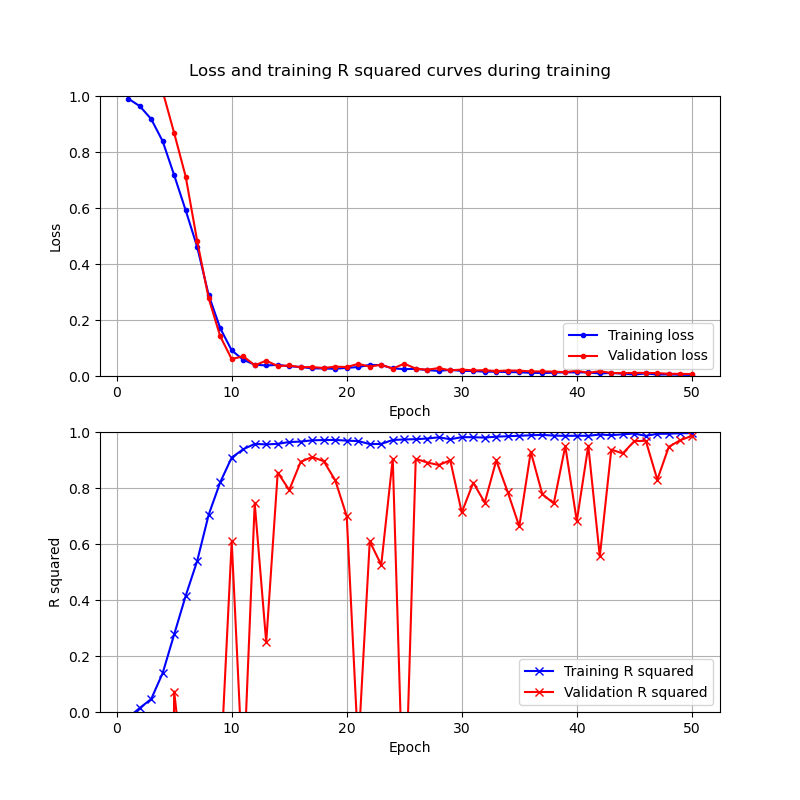 Loss and training R squared curves during training
1.0
0.8
0.6
0.4
0.2
0.0
Loss
Training loss
Validation loss
0 10 20 30 40 50
Epoch
1.0
0.8
0.6
0.4
0.2
0.0
R squared
Training R squared
Validation R squared
0 10 20 30 40 50
Epoch